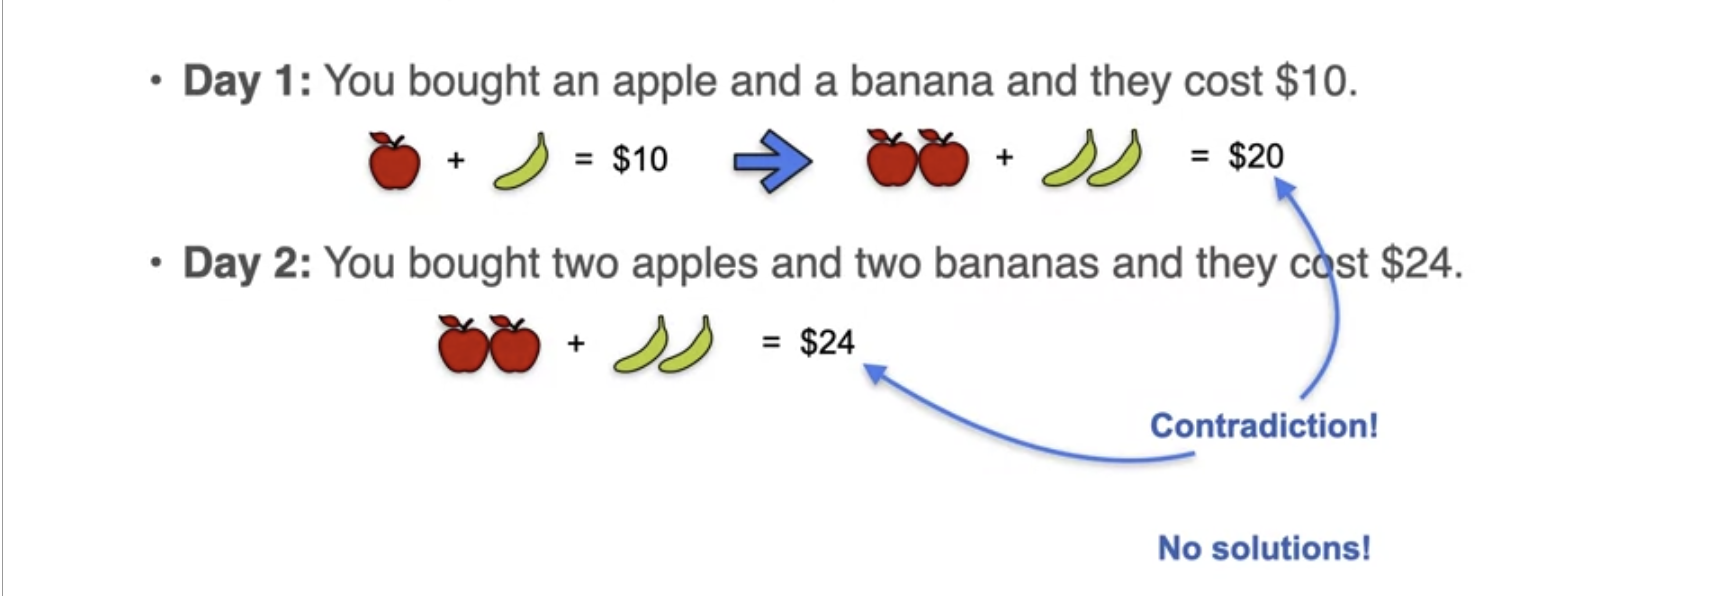 • Day 1: You bought an apple and a banana and they cost $10.
+ = $10 + = $20
• Day 2: You bought two apples and two bananas and they cost $24.
+ = $24
Contradiction!
No solutions!